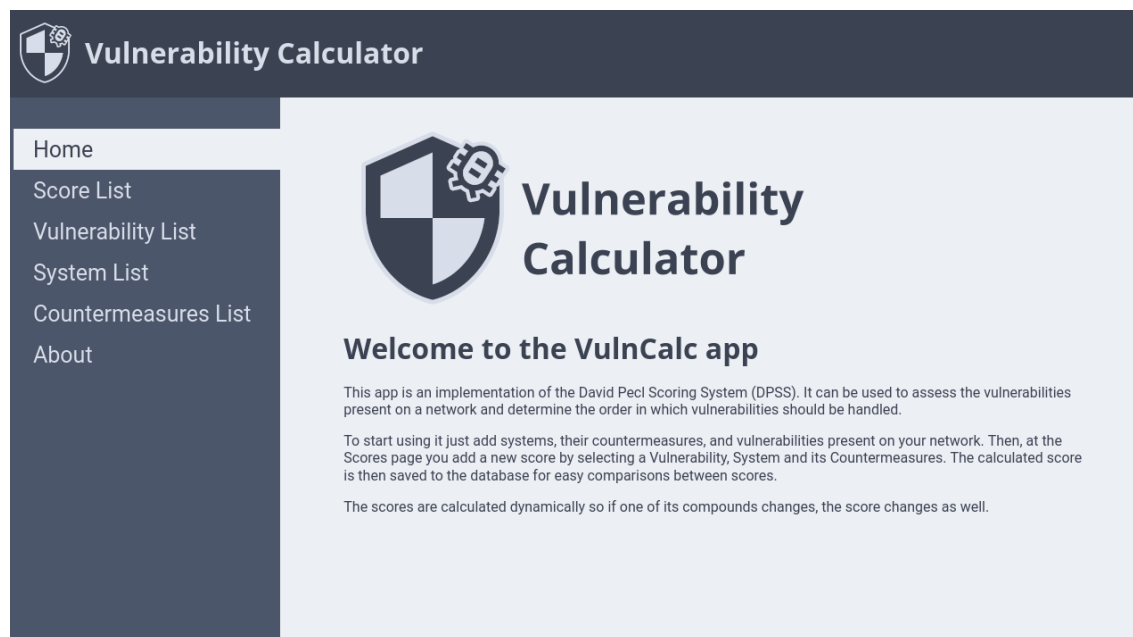 Vulnerability Calculator
Home
Score List
Vulnerability List
System List
Countermeasures List
About
Vulnerability
Calculator
Welcome to the VulnCalc app
This app is an implementation of the David Pecl Scoring System (DPSS). It can be used to assess the vulnerabilities
present on a network and determine the order in which vulnerabilities should be handled.
To start using it just add systems, their countermeasures, and vulnerabilities present on your network. Then, at the
Scores page you add a new score by selecting a Vulnerability, System and its Countermeasures. The calculated score
is then saved to the database for easy comparisons between scores.
The scores are calculated dynamically so if one of its compounds changes, the score changes as well.